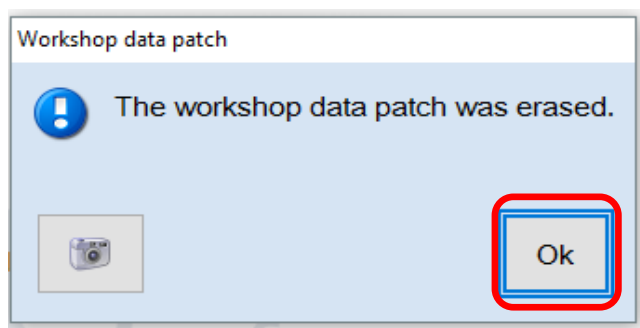 Workshop data patch
The workshop data patch was erased.
Ok